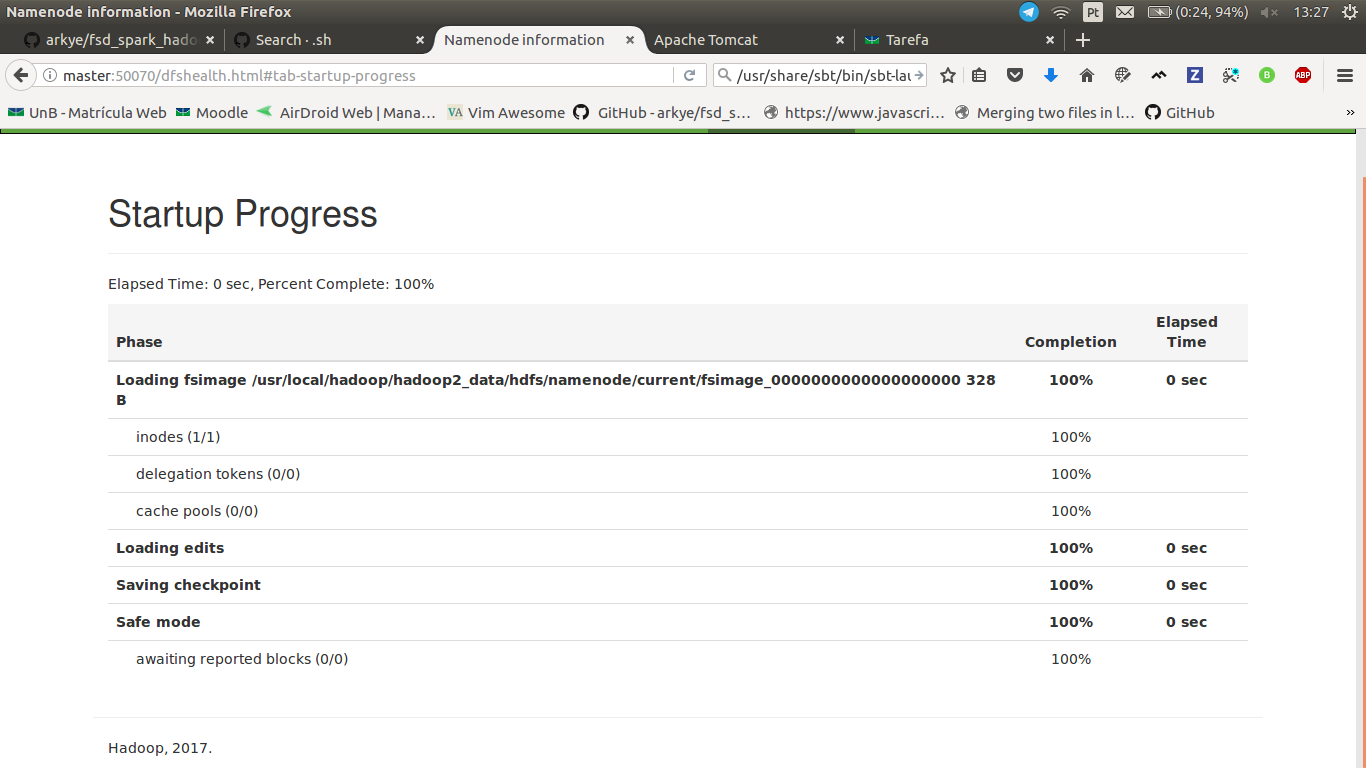 Namenode information - Mozilla Firefox
Pt
(0:24, 94%)
13:27
arkye/fsd_spark_hado
Search · .sh
Namenode information
Apache Tomcat
Tarefa
master:50070/dfshealth.html#tab-startup-progress
/usr/share/sbt/bin/sbt-lau
Z
B
ABP
UnB - Matrícula Web
Moodle
AirDroid Web | Mana...
VA
Vim Awesome
GitHub - arkye/fsd_s...
https://www.javascri...
Merging two files in l...
GitHub
Startup Progress
Elapsed Time: 0 sec, Percent Complete: 100%
Phase Completion Elapsed
Time
Loading fsimage /usr/local/hadoop/hadoop2_data/hdfs/namenode/current/fsimage_0000000000000000000 328 100% 0 sec
B
inodes (1/1) 100%
delegation tokens (0/0) 100%
cache pools (0/0) 100%
Loading edits 100% 0 sec
Saving checkpoint 100% 0 sec
Safe mode 100% 0 sec
awaiting reported blocks (0/0) 100%
Hadoop, 2017.